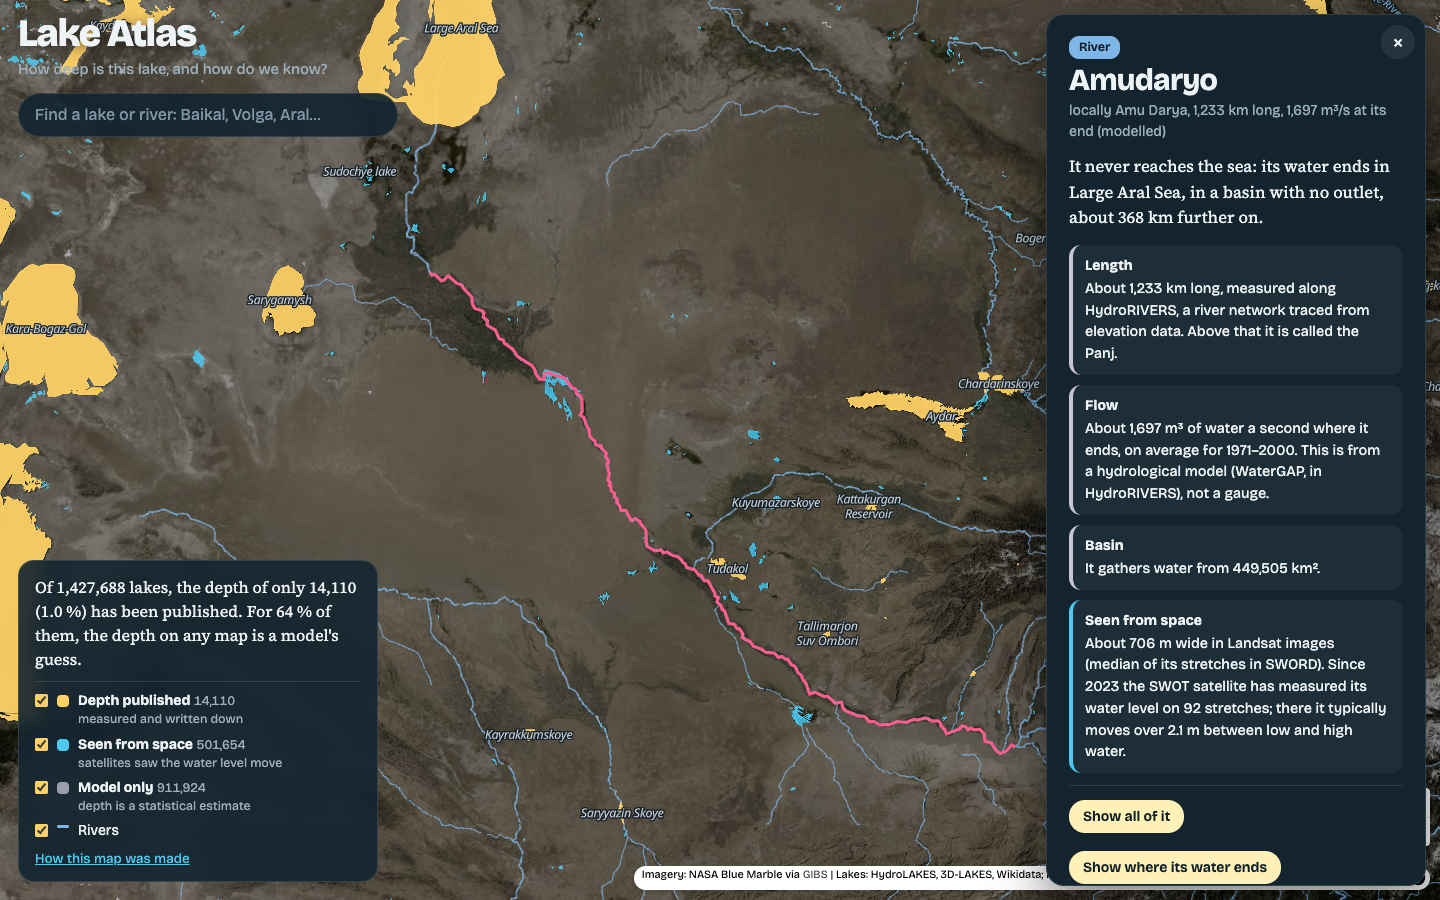 Lake Atlas
How deep is this lake, and how do we know?
Find a lake or river: Baikal, Volga, Aral...
Large Aral Sea
Sudochye lake
Sarygamysh
Kara-Bogaz-Gol
Boger
Chardarinskoye
Aydar
Kuyumazarskoye
Kattakurgan
Reservoir
Tudakol
Tallimarjon
Suv Ombori
Kayrakkumskoye
Saryyazin Skoye
Of 1,427,688 lakes, the depth of only 14,110
(1.0 %) has been published. For 64 % of
them, the depth on any map is a model's
guess.
Depth published 14,110
measured and written down
Seen from space 501,654
satellites saw the water level move
Model only 911,924
depth is a statistical estimate
Rivers
How this map was made
River
×
Amudaryo
locally Amu Darya, 1,233 km long, 1,697 m³/s at its
end (modelled)
It never reaches the sea: its water ends in
Large Aral Sea, in a basin with no outlet,
about 368 km further on.
Length
About 1,233 km long, measured along
HydroRIVERS, a river network traced from
elevation data. Above that it is called the
Panj.
Flow
About 1,697 m³ of water a second where it
ends, on average for 1971–2000. This is from
a hydrological model (WaterGAP, in
HydroRIVERS), not a gauge.
Basin
It gathers water from 449,505 km².
Seen from space
About 706 m wide in Landsat images
(median of its stretches in SWORD). Since
2023 the SWOT satellite has measured its
water level on 92 stretches; there it typically
moves over 2.1 m between low and high
water.
Show all of it
Show where its water ends
Imagery: NASA Blue Marble via GIBS | Lakes: HydroLAKES, 3D-LAKES, Wikidata;